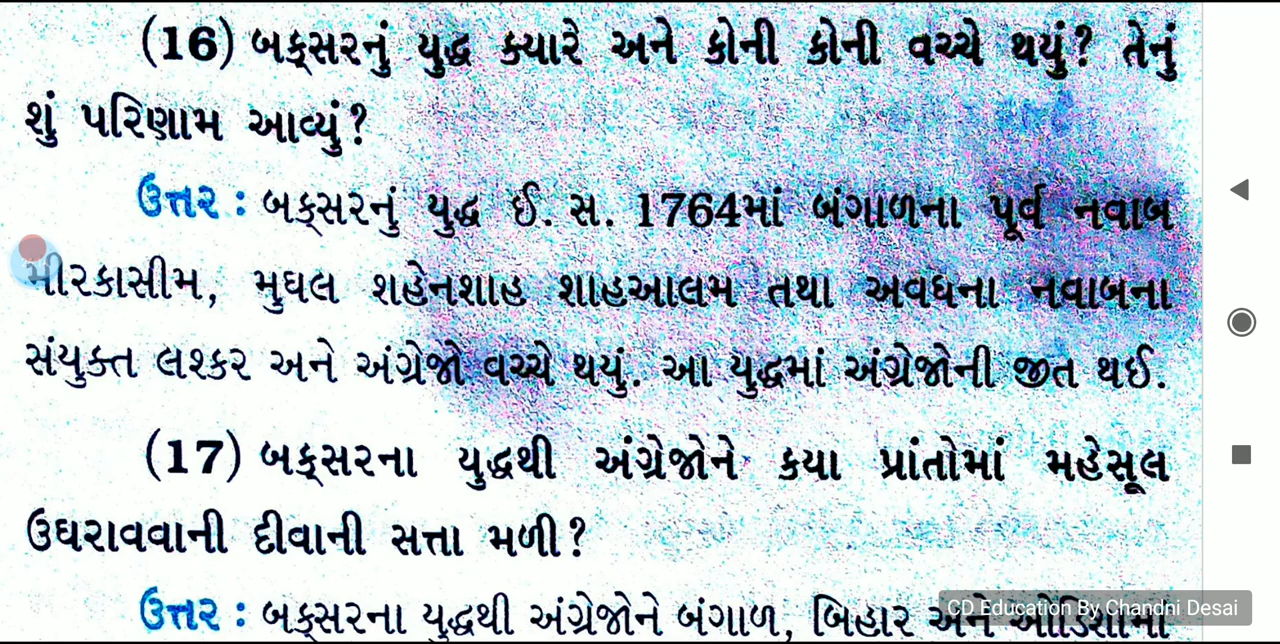 (16) બક્સરનું યુદ્ધ ક્યારે અને કોની કોની વચ્ચે થયું? તેનું
શું પરિણામ આવ્યું?
ઉત્તર : બક્સરનું યુદ્ધ ઈ. સ. 1764માં બંગાળના પૂર્વ નવાબ
મીરકાસીમ, મુઘલ શહેનશાહ શાહઆલમ તથા અવધના નવાબના
સંયુક્ત લશ્કર અને અંગ્રેજો વચ્ચે થયું. આ યુદ્ધમાં અંગ્રેજોની જીત થઈ.
(17) બક્સરના યુદ્ધથી અંગ્રેજોને કયા પ્રાંતોમાં મહેસૂલ
ઉઘરાવવાની દીવાની સત્તા મળી?
ઉત્તર : બક્સરના યુદ્ધથી અંગ્રેજોને બંગાળ, બિહાર અને ઓડિશામાં
CD Education By Chandni Desai